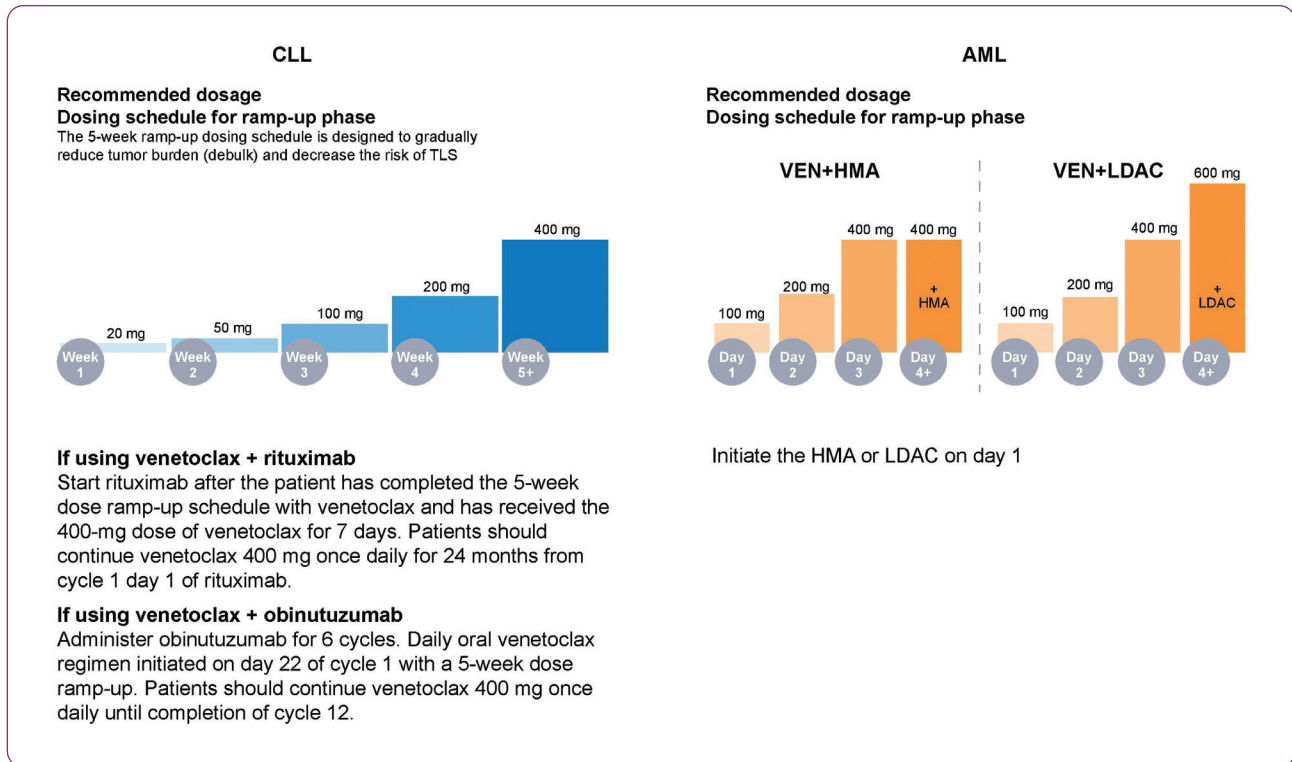 CLL
Recommended dosage
Dosing schedule for ramp-up phase
The 5-week ramp-up dosing schedule is designed to gradually
reduce tumor burden (debulk) and decrease the risk of TLS
20 mg
50 mg
100 mg
200 mg
400 mg
Week
1
Week
2
Week
3
Week
4
Week
5+
If using venetoclax + rituximab
Start rituximab after the patient has completed the 5-week
dose ramp-up schedule with venetoclax and has received the
400-mg dose of venetoclax for 7 days. Patients should
continue venetoclax 400 mg once daily for 24 months from
cycle 1 day 1 of rituximab.
If using venetoclax + obinutuzumab
Administer obinutuzumab for 6 cycles. Daily oral venetoclax
regimen initiated on day 22 of cycle 1 with a 5-week dose
ramp-up. Patients should continue venetoclax 400 mg once
daily until completion of cycle 12.
AML
Recommended dosage
Dosing schedule for ramp-up phase
VEN+HMA
100 mg
200 mg
400 mg
400 mg
+
HMA
Day
1
Day
2
Day
3
Day
4+
VEN+LDAC
100 mg
200 mg
400 mg
600 mg
+
LDAC
Day
1
Day
2
Day
3
Day
4+
Initiate the HMA or LDAC on day 1